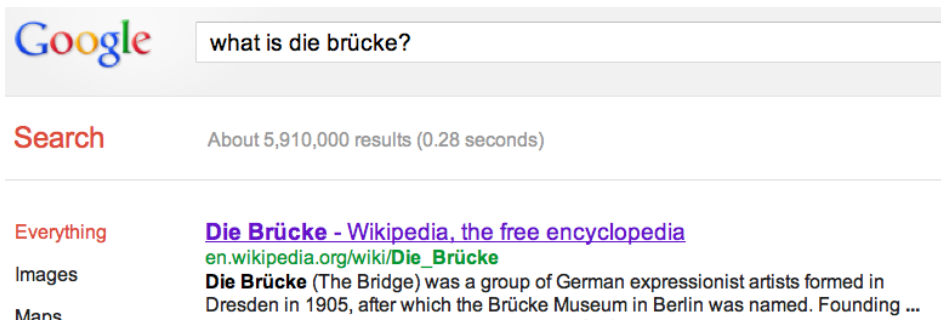 Google
what is die brücke?
Search
About 5,910,000 results (0.28 seconds)
Everything
Images
Maps
Die Brücke - Wikipedia, the free encyclopedia
en.wikipedia.org/wiki/Die_Brücke
Die Brücke (The Bridge) was a group of German expressionist artists formed in
Dresden in 1905, after which the Brücke Museum in Berlin was named. Founding ...